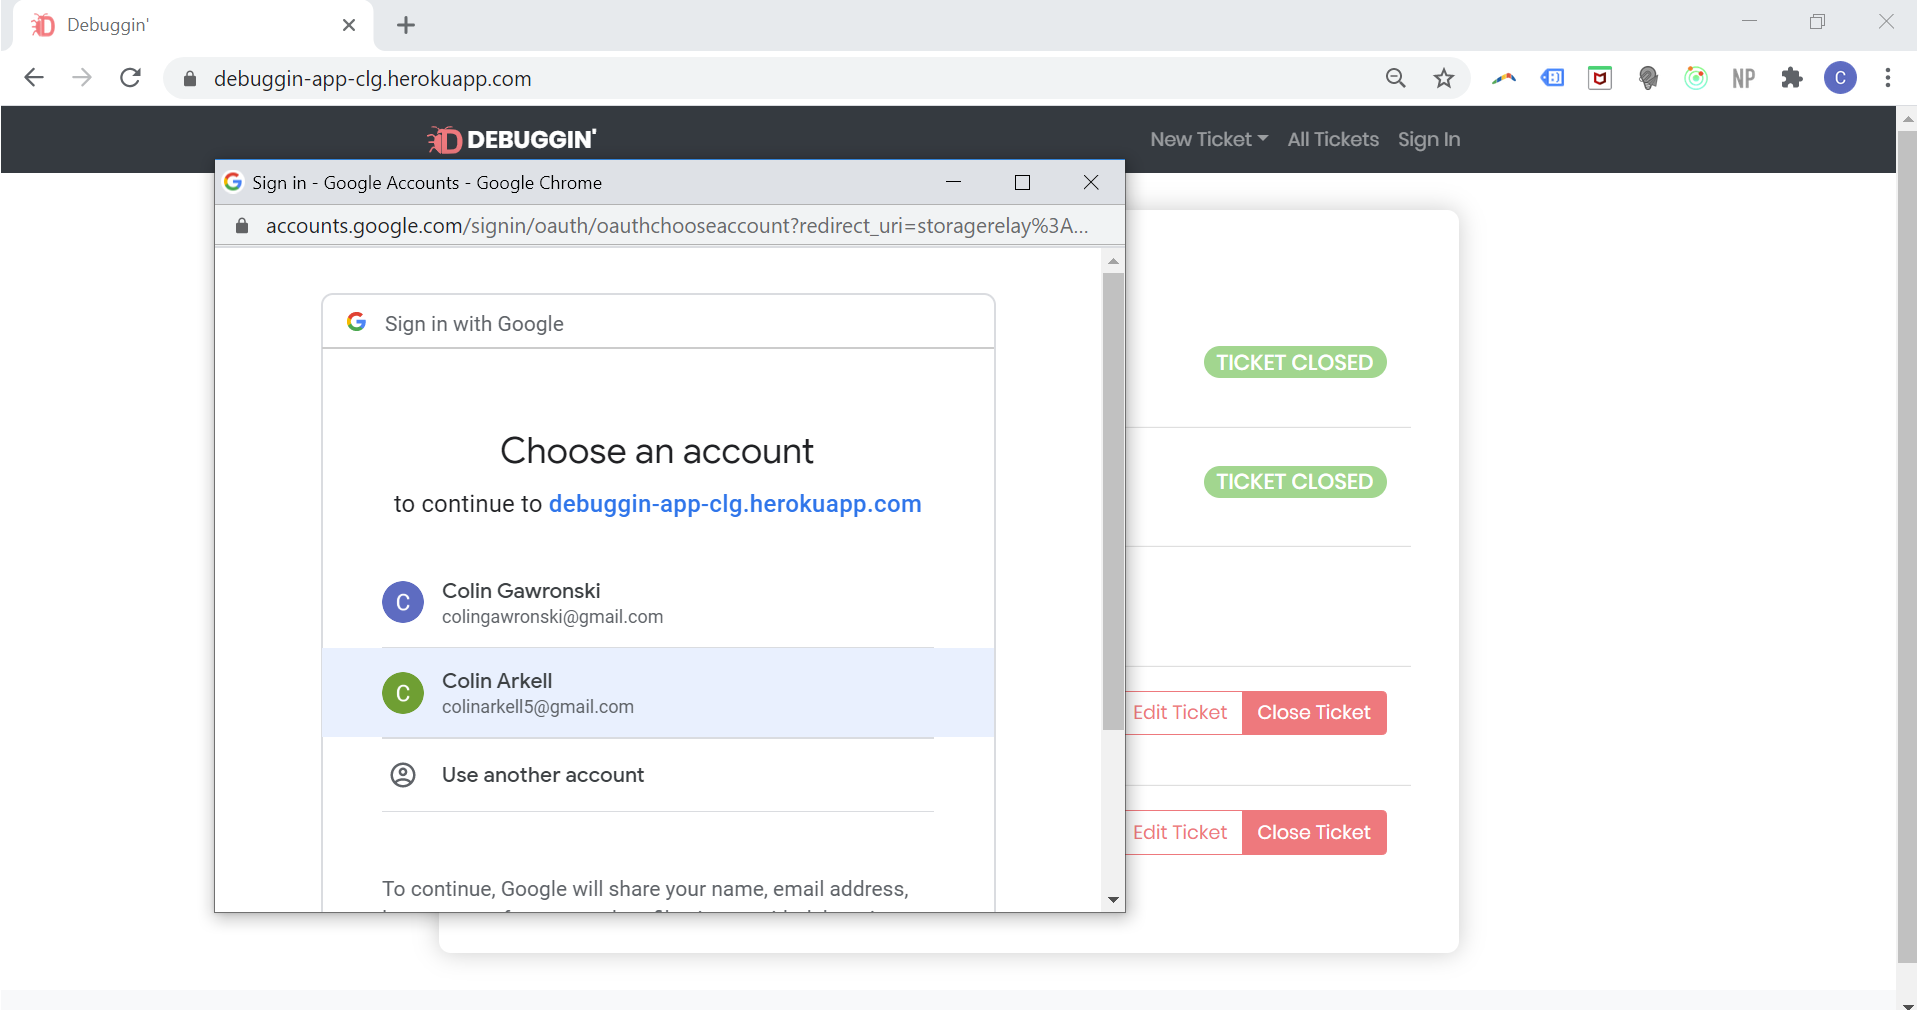 Debuggin'
debuggin-app-clg.herokuapp.com
NP
C
DEBUGGIN'
New Ticket
All Tickets
Sign In
Sign in - Google Accounts - Google Chrome
accounts.google.com/signin/oauth/oauthchooseaccount?redirect_uri=storagerelay%3A...
Sign in with Google
Choose an account
to continue to debuggin-app-clg.herokuapp.com
C
Colin Gawronski
colingawronski@gmail.com
C
Colin Arkell
colinarkell5@gmail.com
Use another account
To continue, Google will share your name, email address,
TICKET CLOSED
TICKET CLOSED
Edit Ticket
Close Ticket
Edit Ticket
Close Ticket